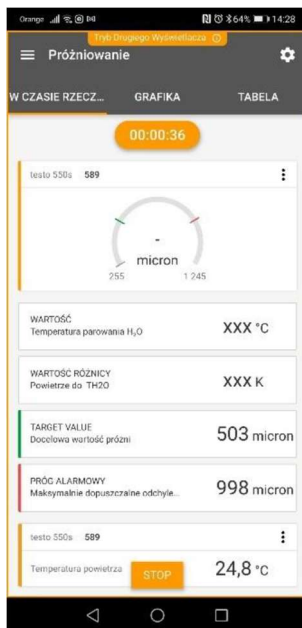 Orange
64% 14:28
Tryb Drugiego Wyświetlacza
Próżniowanie
W CZASIE RZECZ... GRAFIKA TABELA
00:00:36
testo 550s 589
-
micron
255 1 245
WARTOŚĆ
Temperatura parowania H₂O
XXX °C
WARTOŚĆ RÓŻNICY
Powietrze do TH2O
XXX K
TARGET VALUE
Docelowa wartość próżni
503 micron
PRÓG ALARMOWY
Maksymalnie dopuszczalne odchyle...
998 micron
testo 550s 589
Temperatura powietrza
24,8 °C
STOP